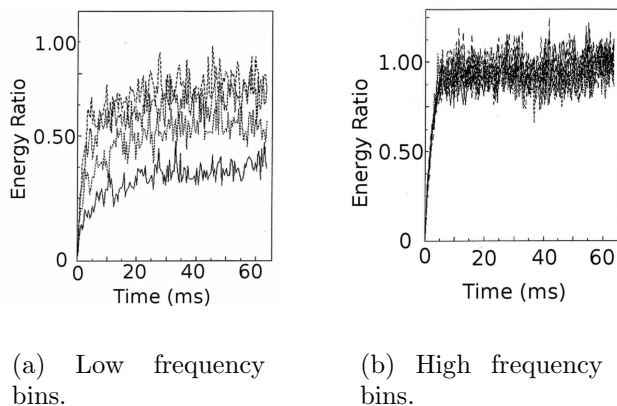 1.00
0.50
0
Energy Ratio
0 20 40 60
Time (ms)
1.00
0.50
0
Energy Ratio
0 20 40 60
Time (ms)
(a) Low frequency
bins.
(b) High frequency
bins.